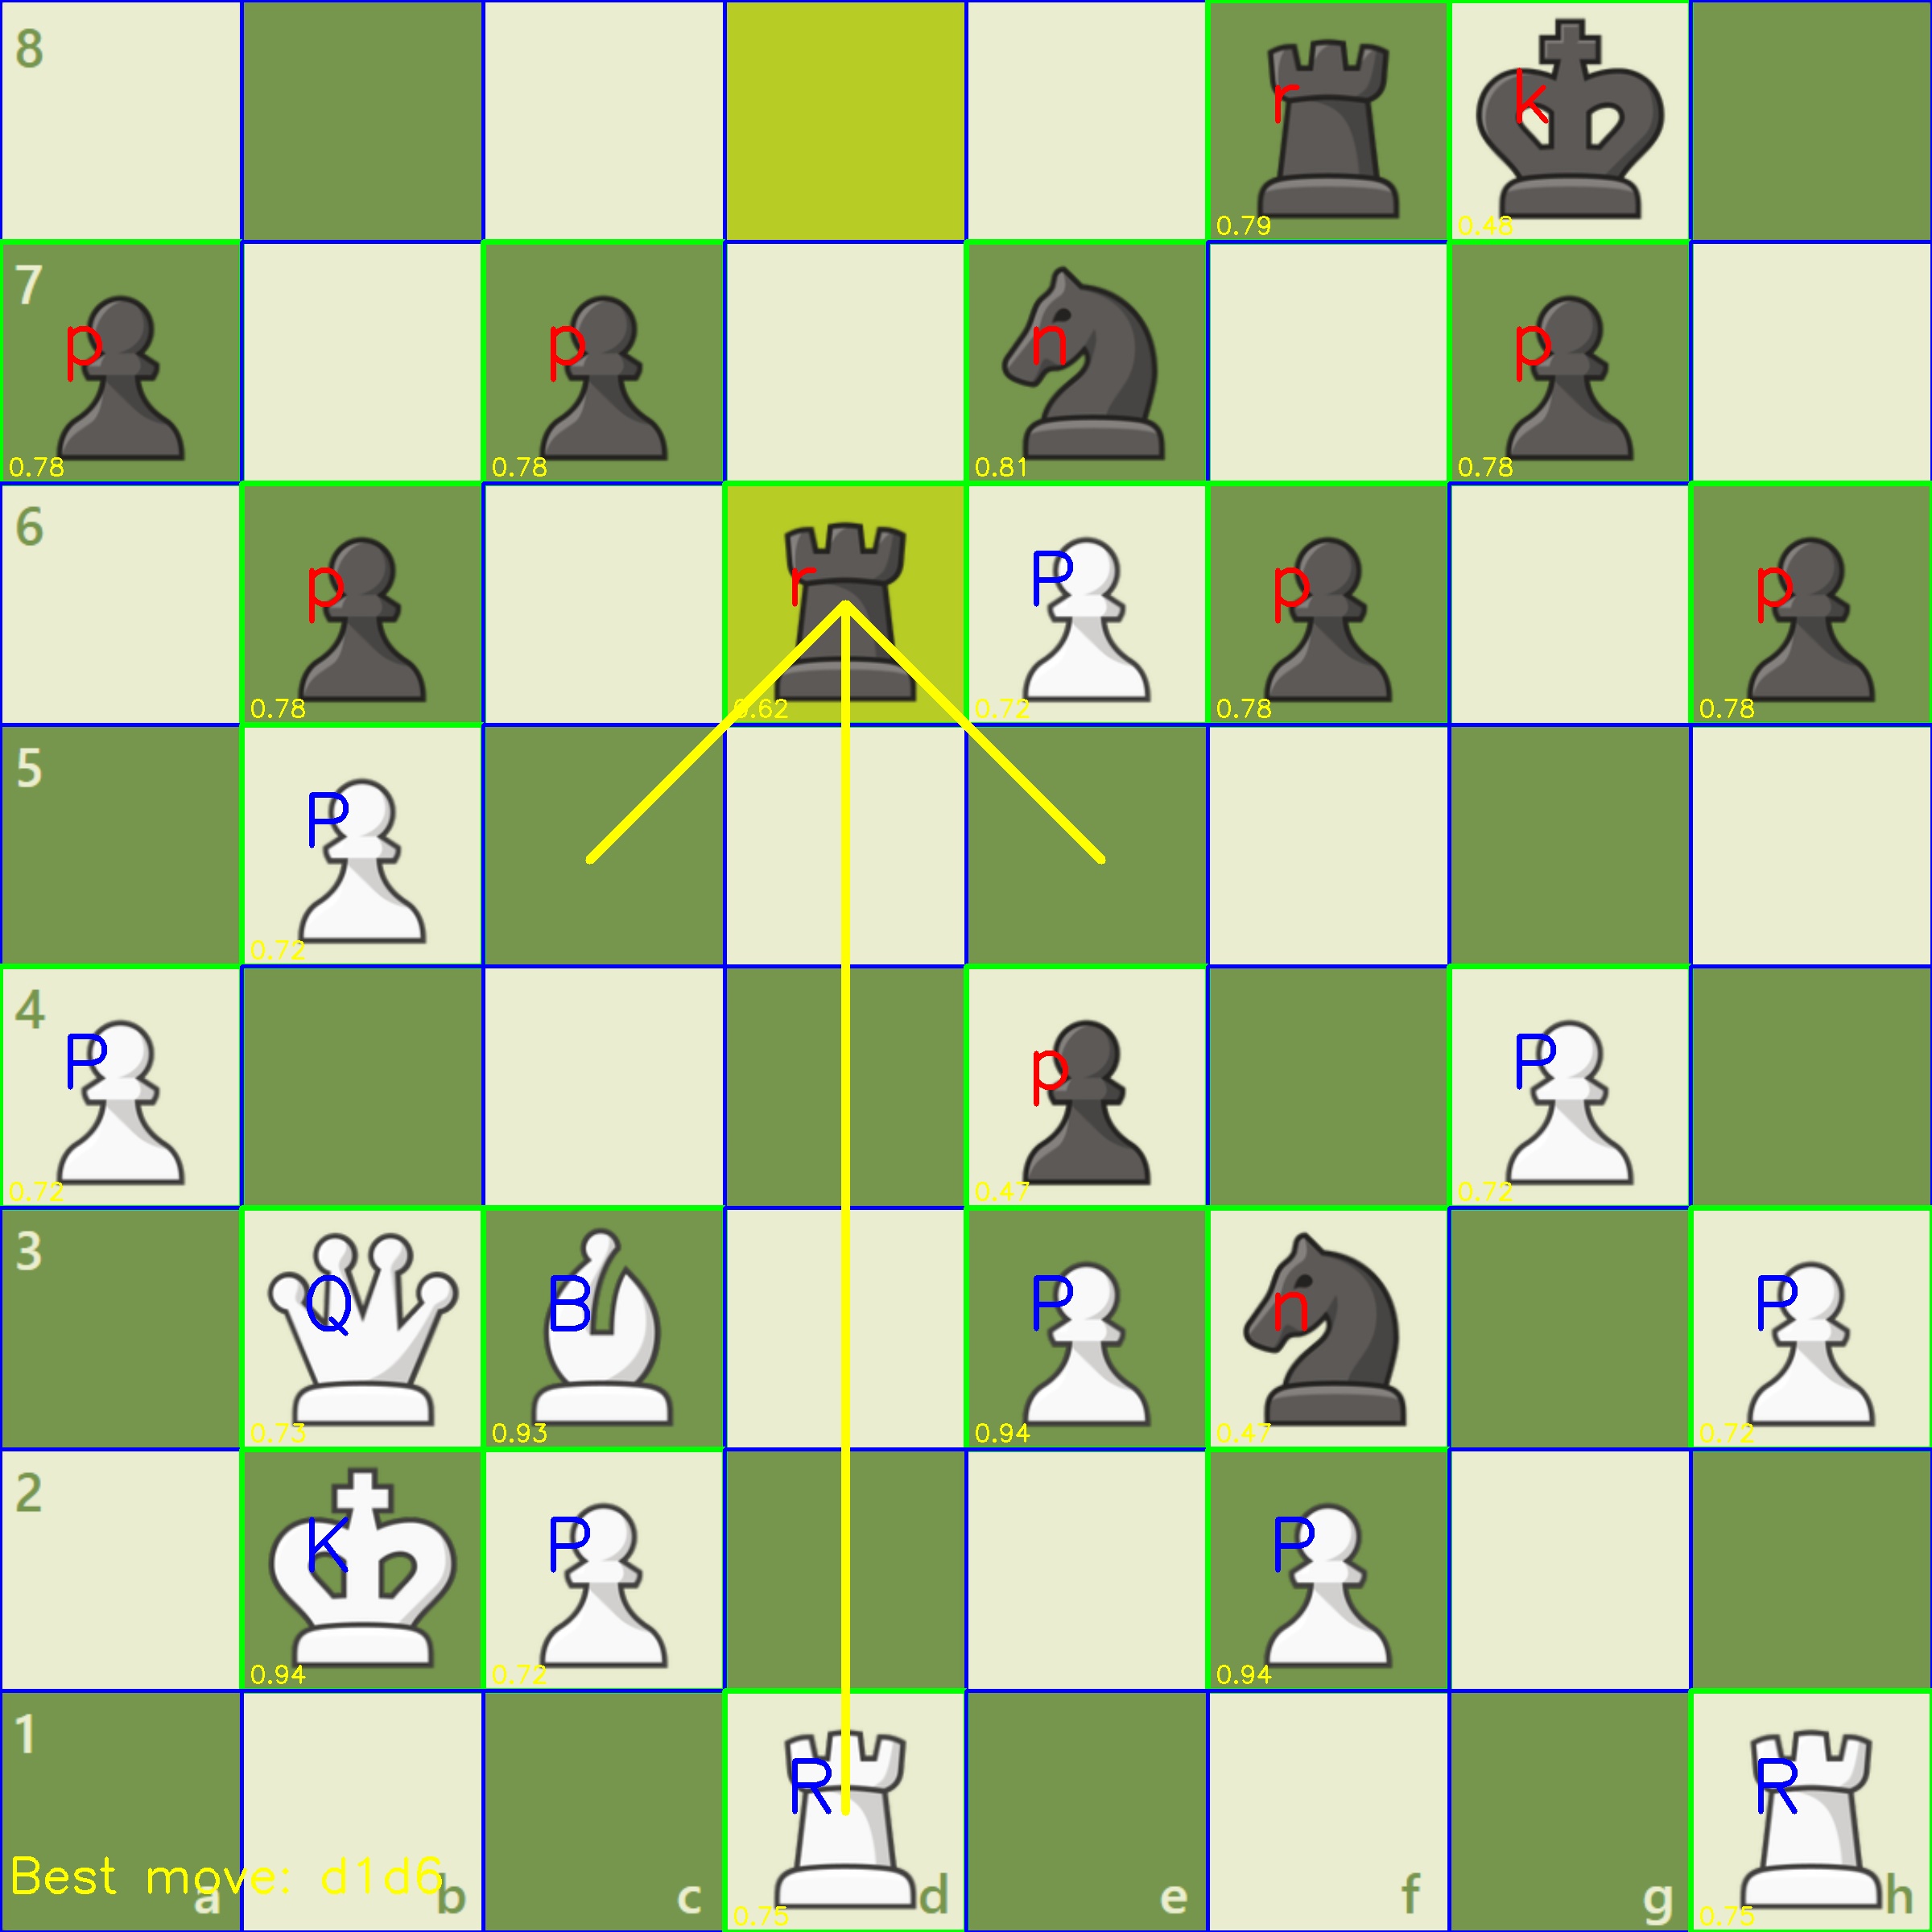 8 r k
0.79 0.48
7 p p n p
0.78 0.78 0.81 0.78
6 p r P p p
0.78 0.62 0.72 0.78 0.78
5 P
0.72
4 P p P
0.72 0.47 0.72
3 Q B P n P
0.73 0.93 0.94 0.47 0.72
2 K P P
0.94 0.72 0.94
1 R R
Best move: d1d6
a b c d e f g h
0.75 0.75